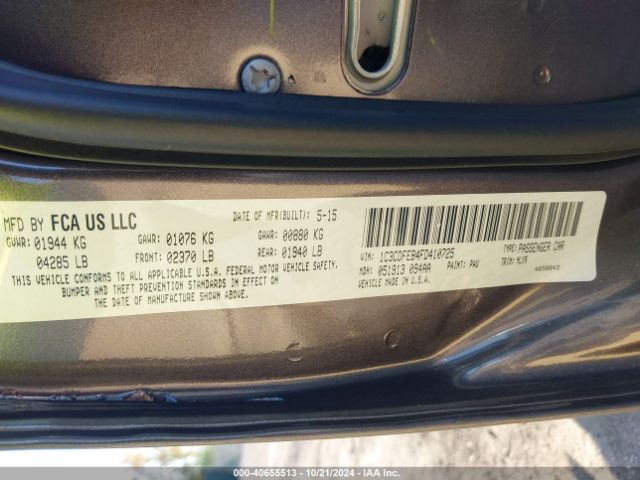 MFD BY FCA US LLC
DATE OF MFR(BUILT): 5-15
GVWR: 01944 KG
GAWR: 01076 KG
GAWR: 00880 KG
04285 LB
FRONT: 02370 LB
REAR: 01940 LB
THIS VEHICLE CONFORMS TO ALL APPLICABLE U.S.A. FEDERAL MOTOR VEHICLE SAFETY,
BUMPER AND THEFT PREVENTION STANDARDS IN EFFECT ON
THE DATE OF MANUFACTURE SHOWN ABOVE.
1C3CDFEB4FD410725
TYPE: PASSENGER CAR
MDH: 051913 094AA
PAINT: PAU
TRIM: MLX9
VEHICLE MADE IN U.S.A.
000-40655513 - 10/21/2024 - IAA Inc.